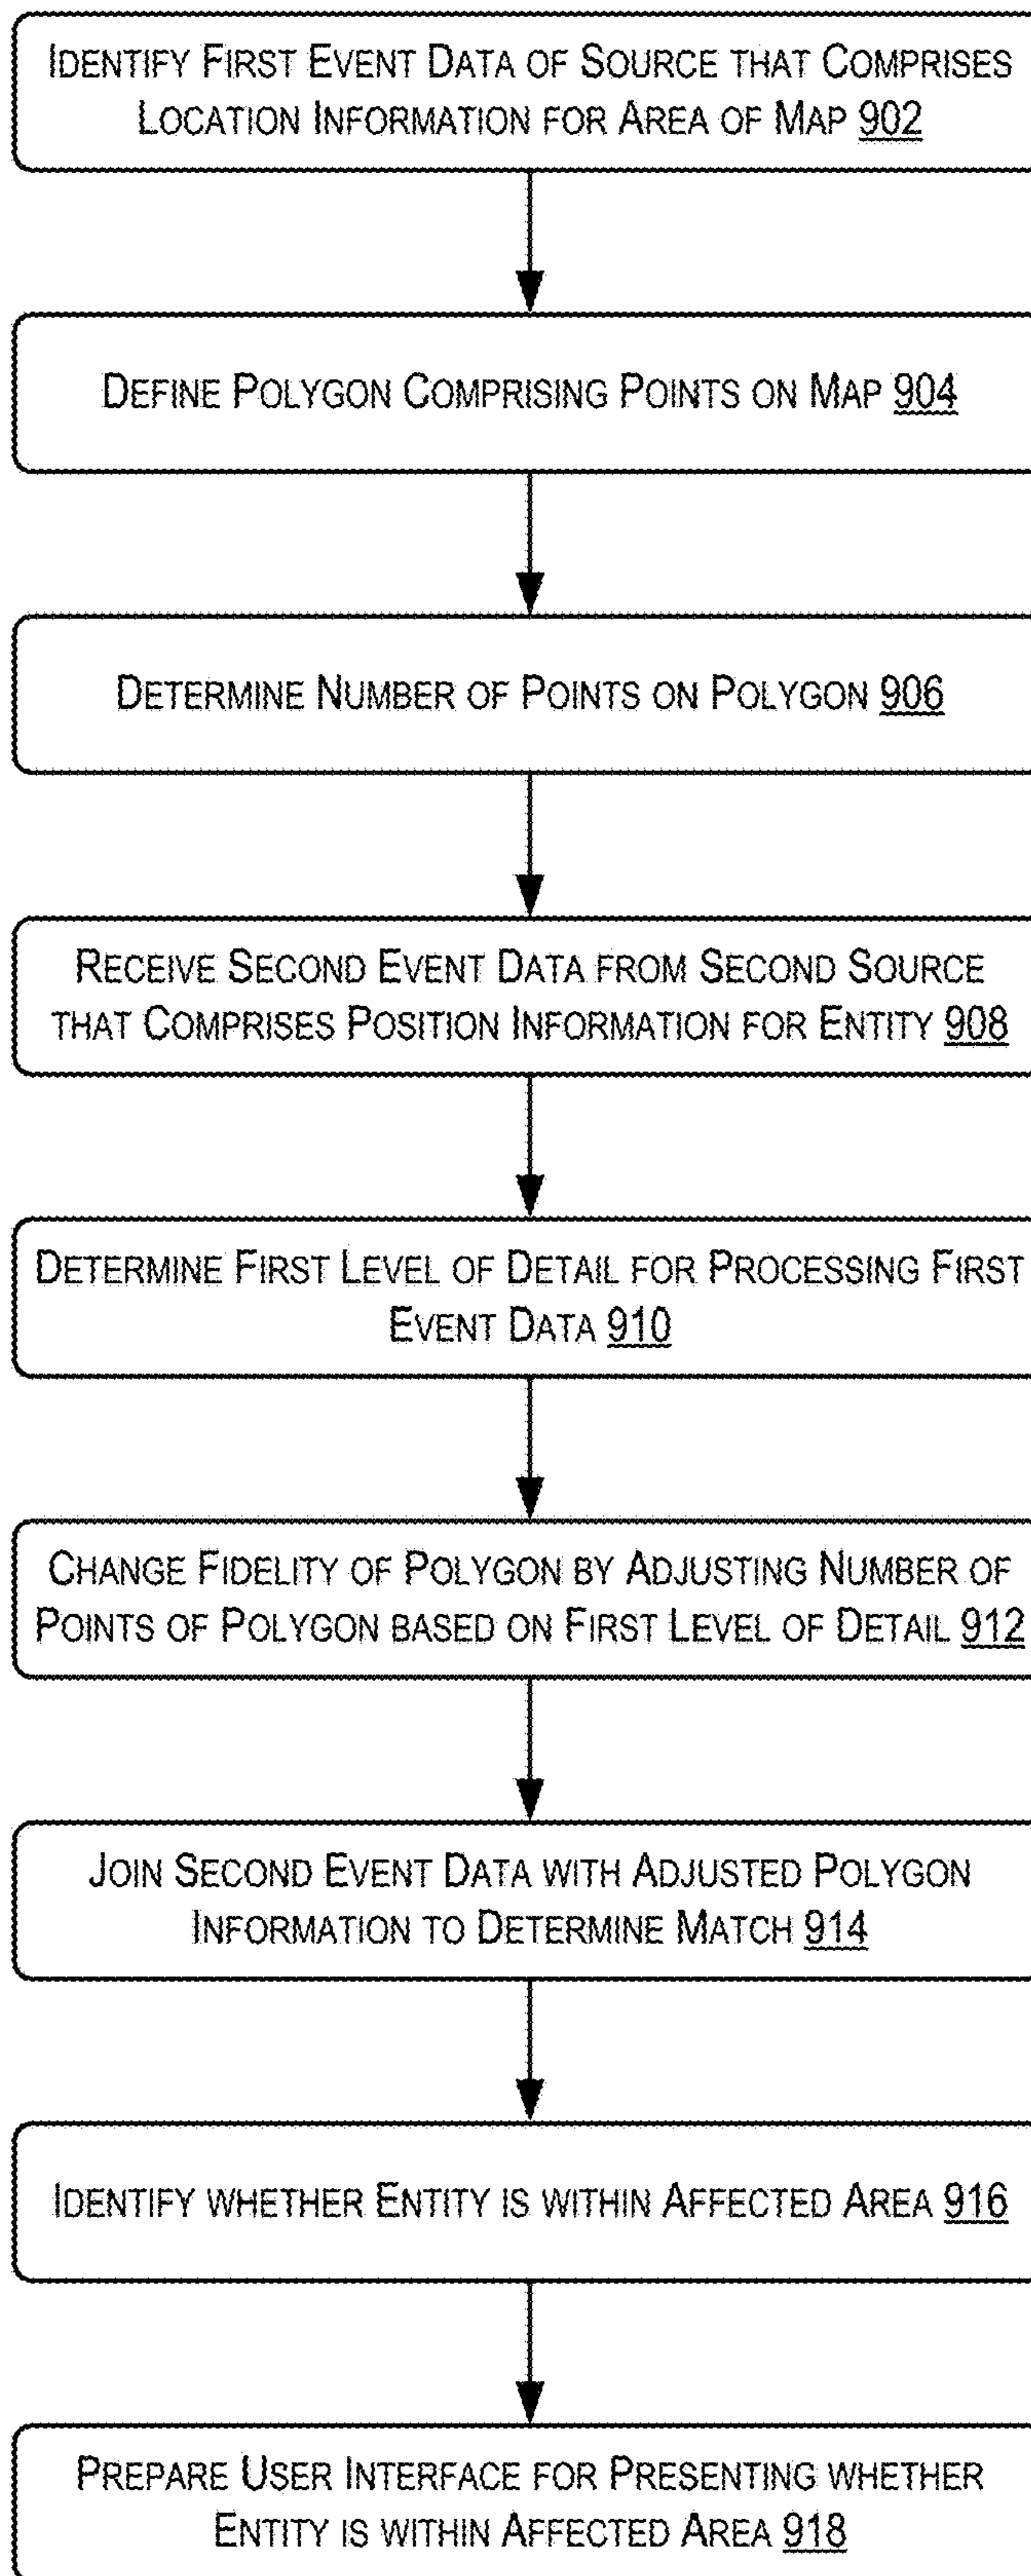 IDENTIFY FIRST EVENT DATA OF SOURCE THAT COMPRISES
LOCATION INFORMATION FOR AREA OF MAP 902
DEFINE POLYGON COMPRISING POINTS ON MAP 904
DETERMINE NUMBER OF POINTS ON POLYGON 906
RECEIVE SECOND EVENT DATA FROM SECOND SOURCE
THAT COMPRISES POSITION INFORMATION FOR ENTITY 908
DETERMINE FIRST LEVEL OF DETAIL FOR PROCESSING FIRST
EVENT DATA 910
CHANGE FIDELITY OF POLYGON BY ADJUSTING NUMBER OF
POINTS OF POLYGON BASED ON FIRST LEVEL OF DETAIL 912
JOIN SECOND EVENT DATA WITH ADJUSTED POLYGON
INFORMATION TO DETERMINE MATCH 914
IDENTIFY WHETHER ENTITY IS WITHIN AFFECTED AREA 916
PREPARE USER INTERFACE FOR PRESENTING WHETHER
ENTITY IS WITHIN AFFECTED AREA 918